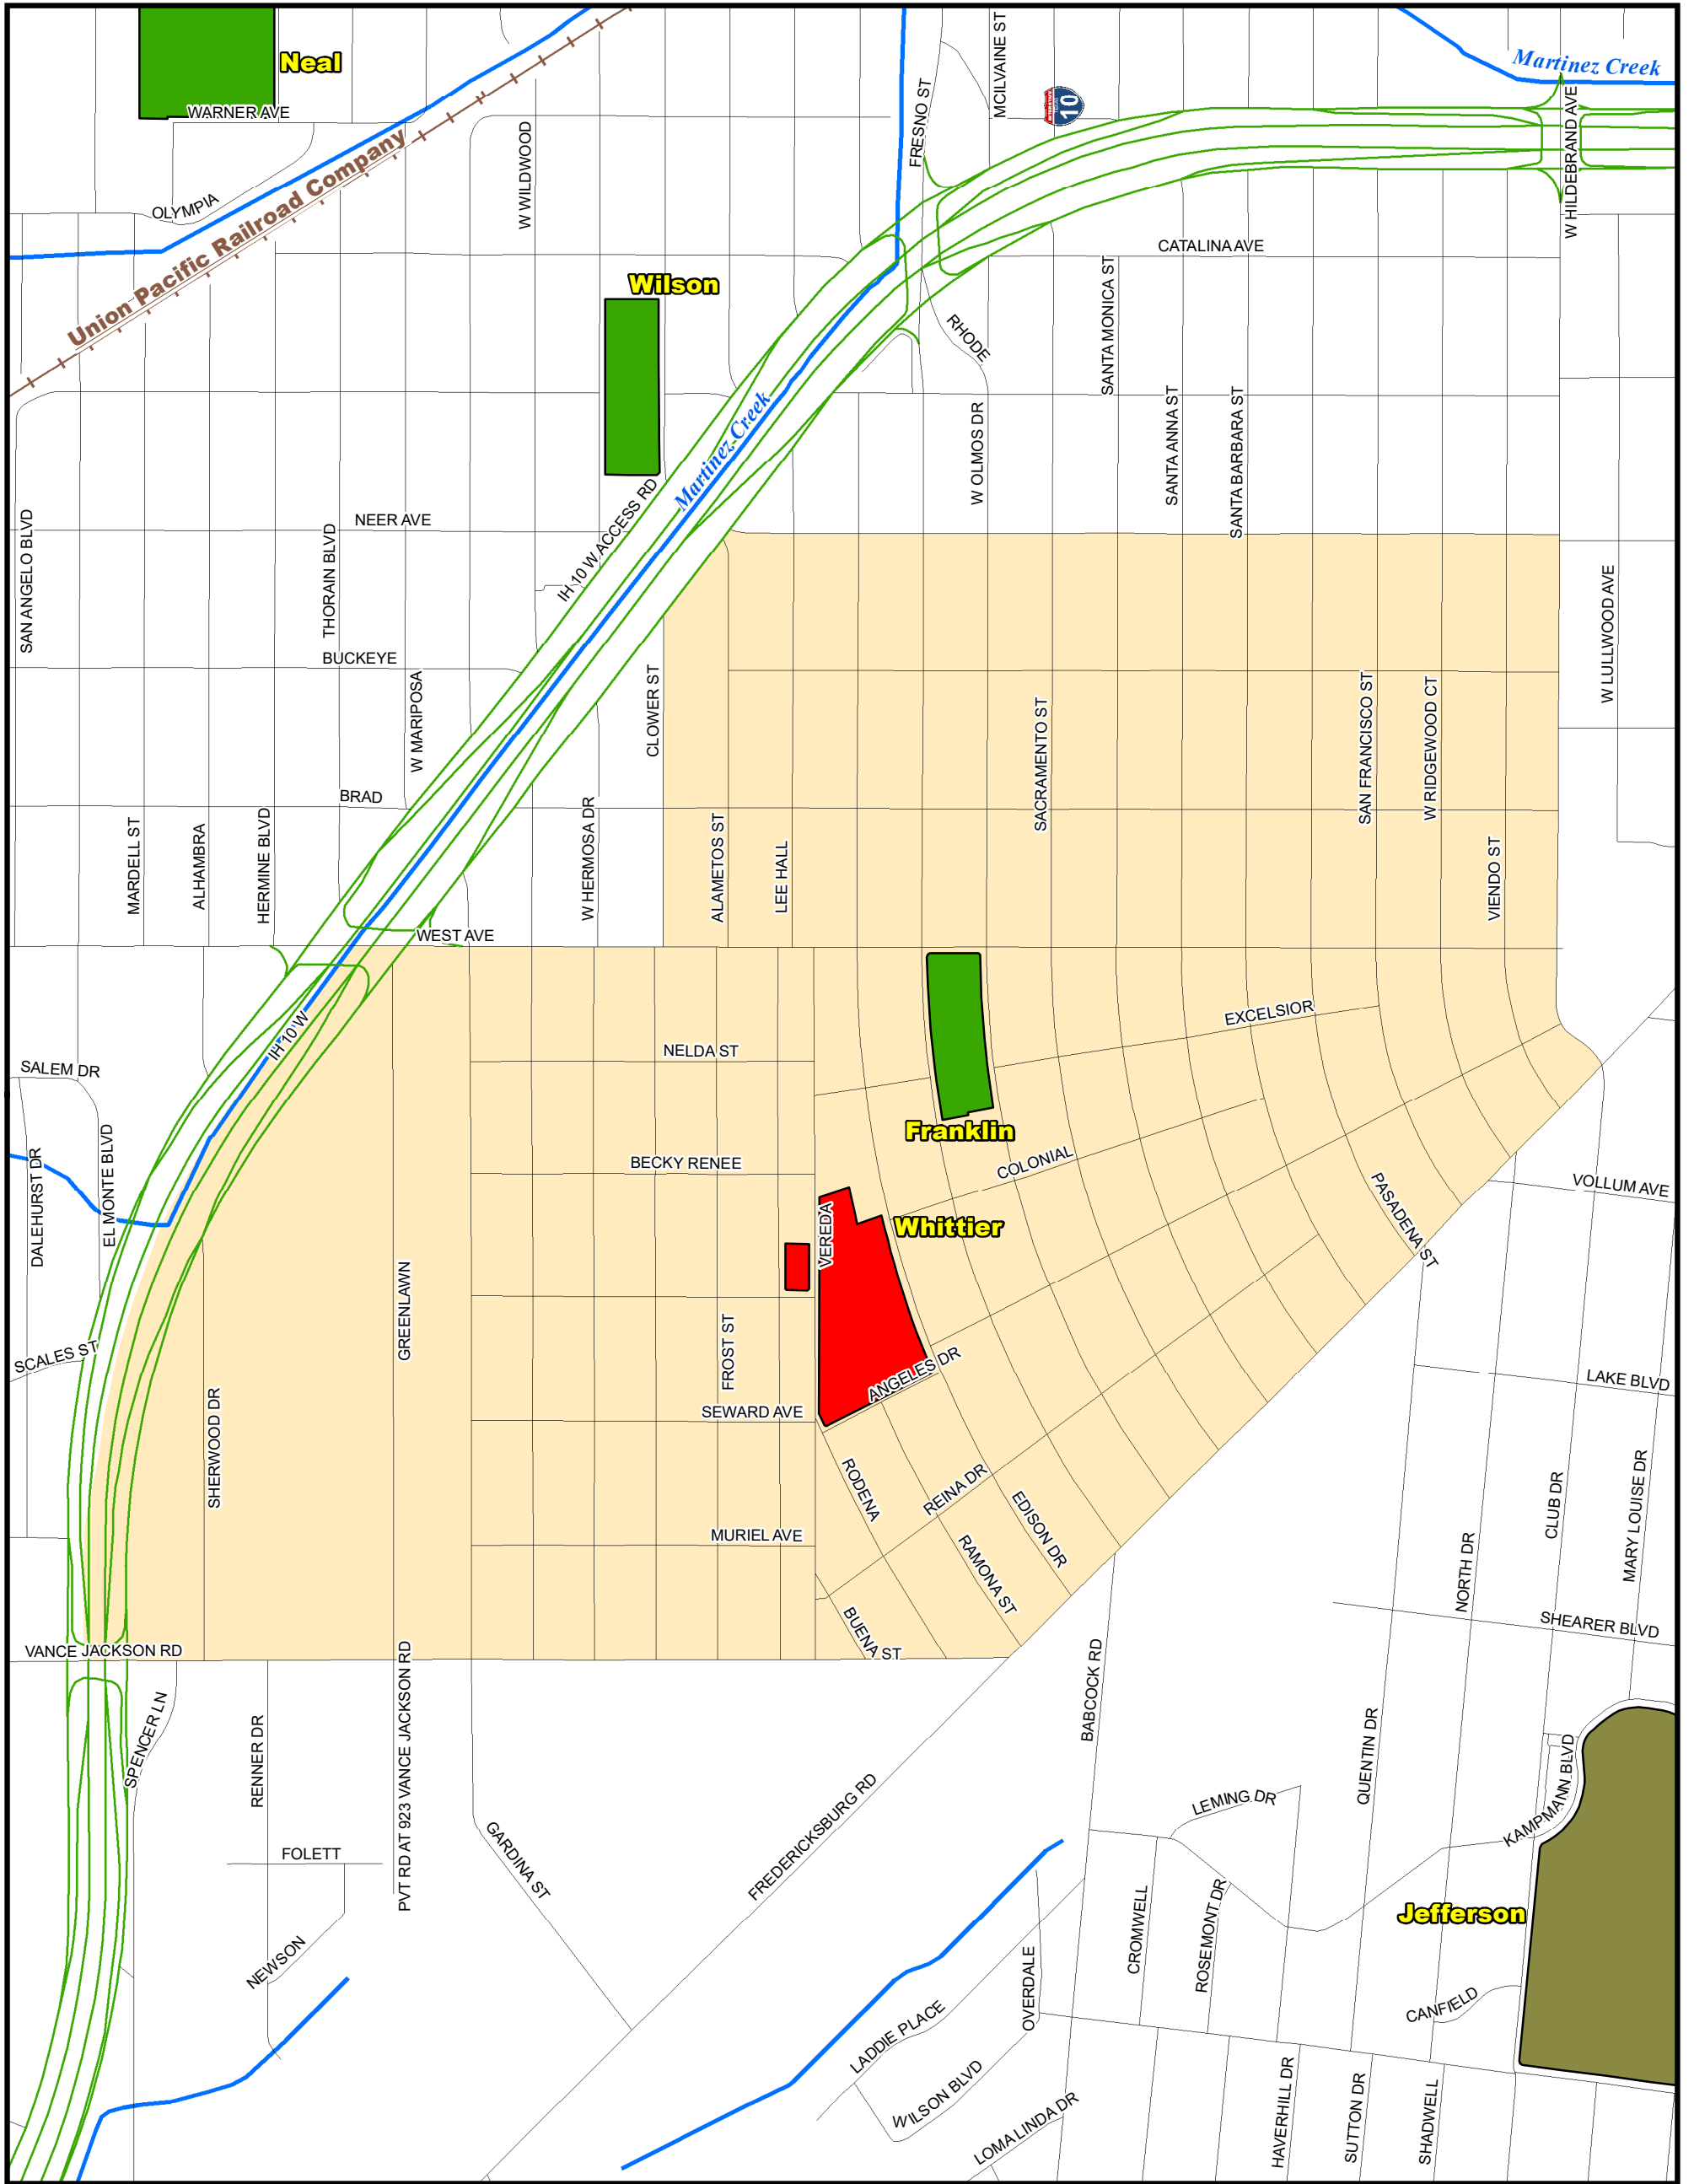 Neal
WARNER AVE
OLYMPIA
Union Pacific Railroad Company
W WILDWOOD
FRESNO ST
MCILVAINE ST
10
Martinez Creek
W HILDEBRAND AVE
CATALINA AVE
Wilson
RHODE
SANTA MONICA ST
SANTA ANNA ST
SANTA BARBARA ST
W OLMOS DR
Martinez Creek
IH 10 W ACCESS RD
SAN ANGELO BLVD
NEER AVE
THORAIN BLVD
BUCKEYE
W MARIPOSA
CLOWER ST
W LULLWOOD AVE
SACRAMENTO ST
SAN FRANCISCO ST
W RIDGEWOOD CT
BRAD
MARDELL ST
ALHAMBRA
HERMINE BLVD
W HERMOSA DR
ALAMETOS ST
LEE HALL
VIENDO ST
WEST AVE
IH 10 W
EXCELSIOR
NELDA ST
SALEM DR
Franklin
DALEHURST DR
EL MONTE BLVD
BECKY RENEE
COLONIAL
PASADENA ST
VOLLUM AVE
VEREDA
Whittier
GREENLAWN
FROST ST
SCALES ST
ANGELES DR
LAKE BLVD
SHERWOOD DR
SEWARD AVE
RODENA
REINA DR
EDISON DR
CLUB DR
MARY LOUISE DR
MURIEL AVE
RAMONA ST
NORTH DR
BUENA ST
SHEARER BLVD
VANCE JACKSON RD
SPENCER LN
RENNER DR
PVT RD AT 923 VANCE JACKSON RD
BABCOCK RD
QUENTIN DR
KAMPMANN BLVD
LEMING DR
FREDERICKSBURG RD
GARDINA ST
FOLETT
NEWSON
CROMWELL
ROSEMONT DR
Jefferson
OVERDALE
CANFIELD
LADDIE PLACE
WILSON BLVD
LOMA LINDA DR
HAVERHILL DR
SUTTON DR
SHADWELL